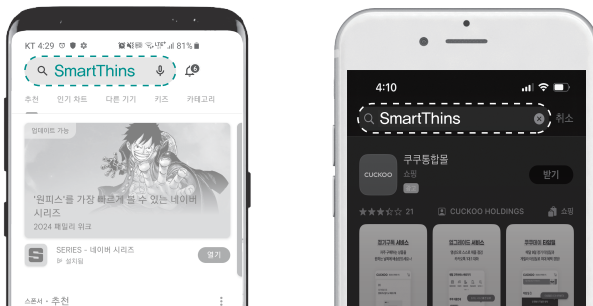 KT 4:29
81%
SmartThins
6
추천 인기 차트 다른 기기 키즈 카테고리
업데이트 가능
'원피스'를 가장 빠르게 볼 수 있는 네이버
시리즈
2024 패밀리 위크
S
SERIES - 네이버 시리즈
설치됨
열기
스폰서 · 추천
4:10
SmartThins
취소
CUCKOO
쿠쿠통합몰
쇼핑
받기
21
CUCKOO HOLDINGS
쇼핑